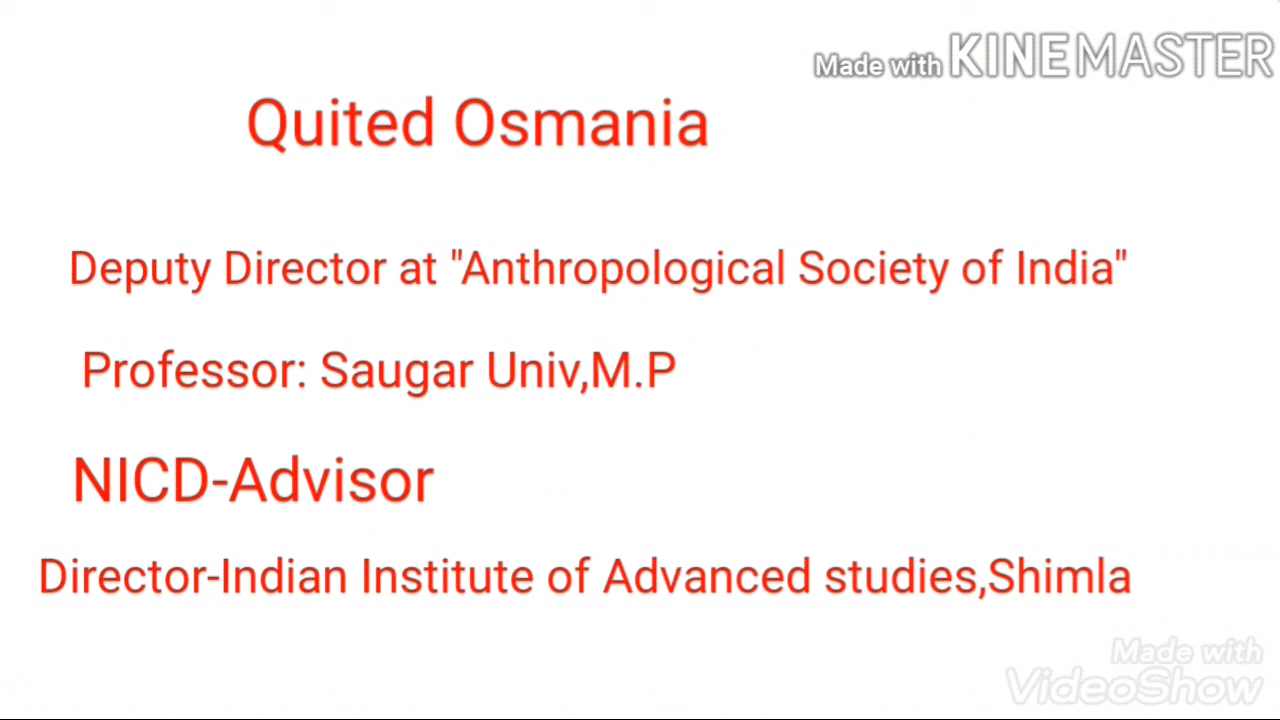 Made with KINEMASTER
Quited Osmania
Deputy Director at "Anthropological Society of India"
Professor: Saugar Univ,M.P
NICD-Advisor
Director-Indian Institute of Advanced studies,Shimla
Made with
VideoShow